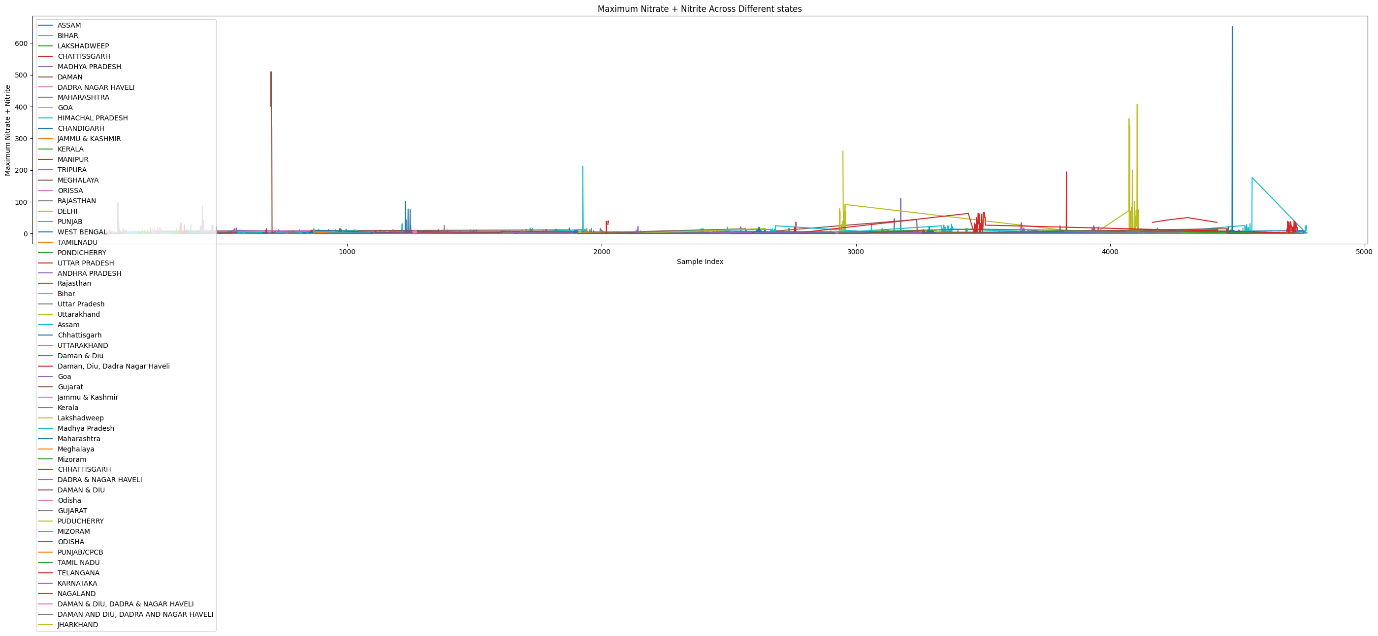 Maximum Nitrate + Nitrite Across Different states
Maximum Nitrate + Nitrite
600
500
400
300
200
100
0
ASSAM
BIHAR
LAKSHADWEEP
CHATTISSGARH
MADHYA PRADESH
DAMAN
DADRA NAGAR HAVELI
MAHARASHTRA
GOA
HIMACHAL PRADESH
CHANDIGARH
JAMMU & KASHMIR
KERALA
MANIPUR
TRIPURA
MEGHALAYA
ORISSA
RAJASTHAN
DELHI
PUNJAB
WEST BENGAL
TAMILNADU
PONDICHERRY
UTTAR PRADESH
ANDHRA PRADESH
Rajasthan
Bihar
Uttar Pradesh
Uttarakhand
Assam
Chhattisgarh
UTTARAKHAND
Daman & Diu
Daman, Diu, Dadra Nagar Haveli
Goa
Gujarat
Jammu & Kashmir
Kerala
Lakshadweep
Madhya Pradesh
Maharashtra
Meghalaya
Mizoram
CHHATTISGARH
DADRA & NAGAR HAVELI
DAMAN & DIU
Odisha
GUJARAT
PUDUCHERRY
MIZORAM
ODISHA
PUNJAB/CPCB
TAMIL NADU
TELANGANA
KARNATAKA
NAGALAND
DAMAN & DIU, DADRA & NAGAR HAVELI
DAMAN AND DIU, DADRA AND NAGAR HAVELI
JHARKHAND
1000
2000
3000
4000
5000
Sample Index